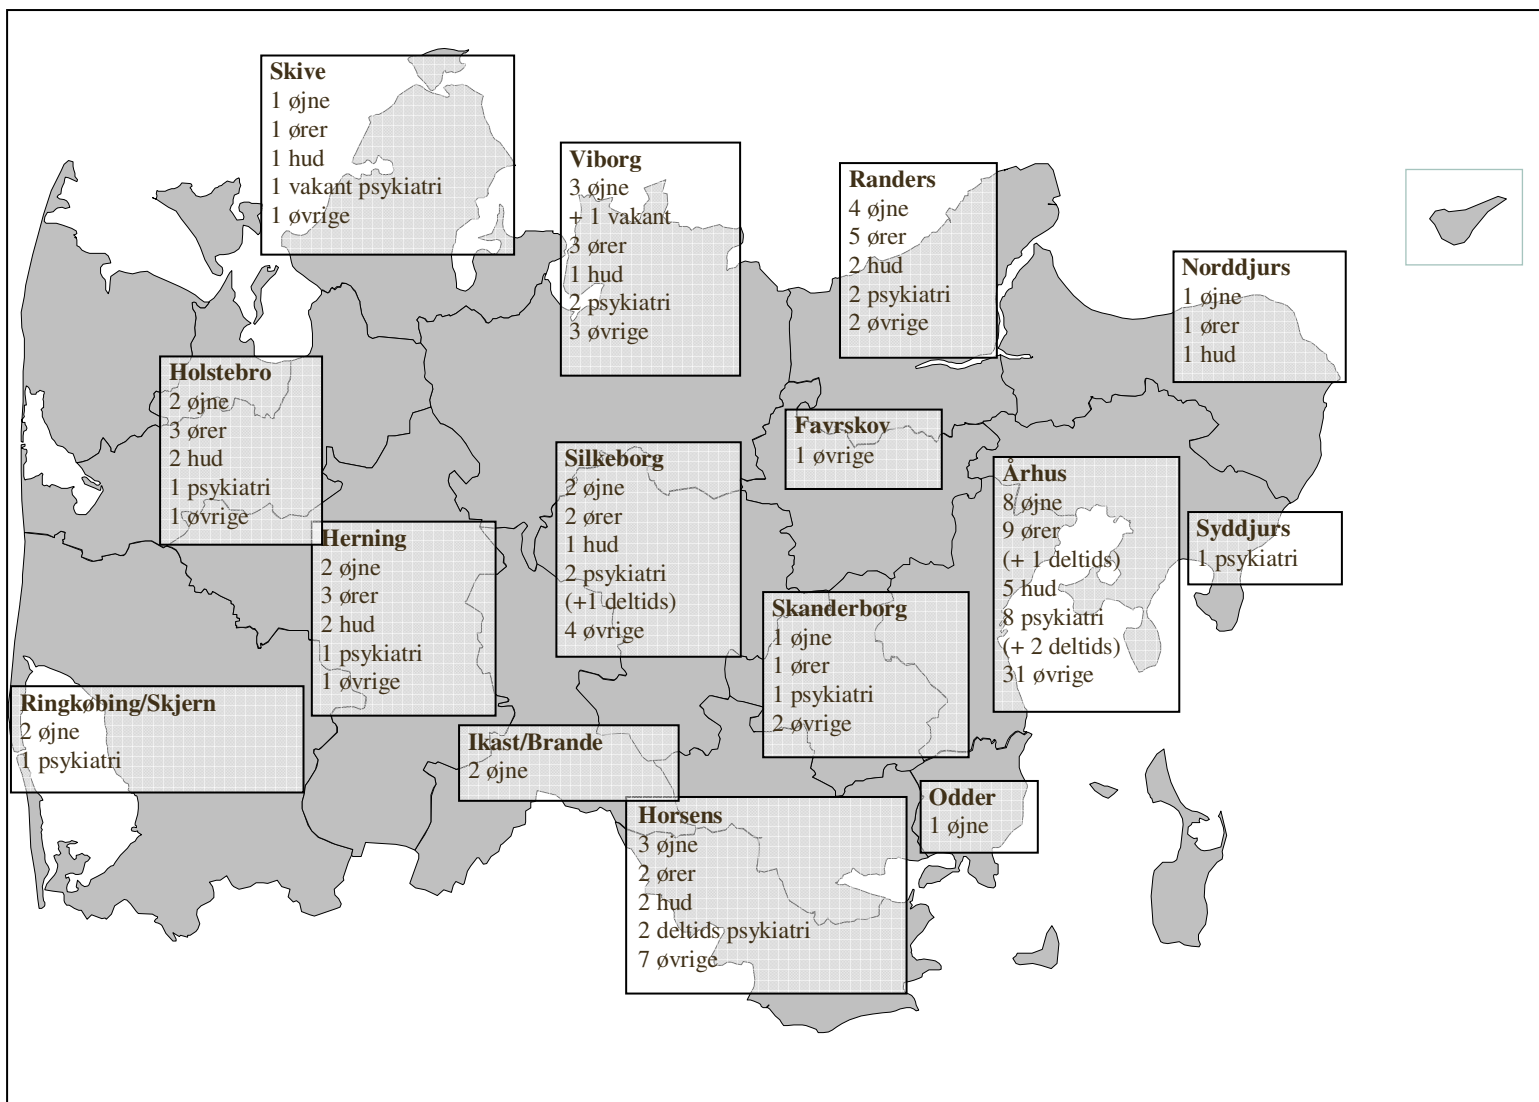 Skive
1 øjne
1 ører
1 hud
1 vakant psykiatri
1 øvrige
Viborg
3 øjne
+ 1 vakant
3 ører
1 hud
2 psykiatri
3 øvrige
Randers
4 øjne
5 ører
2 hud
2 psykiatri
2 øvrige
Norddjurs
1 øjne
1 ører
1 hud
Holstebro
2 øjne
3 ører
2 hud
1 psykiatri
1 øvrige
Favrskov
1 øvrige
Silkeborg
2 øjne
2 ører
1 hud
2 psykiatri
(+1 deltids)
4 øvrige
Århus
8 øjne
9 ører
(+ 1 deltids)
5 hud
8 psykiatri
(+ 2 deltids)
31 øvrige
Syddjurs
1 psykiatri
Herning
2 øjne
3 ører
2 hud
1 psykiatri
1 øvrige
Skanderborg
1 øjne
1 ører
1 psykiatri
2 øvrige
Ringkøbing/Skjern
2 øjne
1 psykiatri
Ikast/Brande
2 øjne
Odder
1 øjne
Horsens
3 øjne
2 ører
2 hud
2 deltids psykiatri
7 øvrige